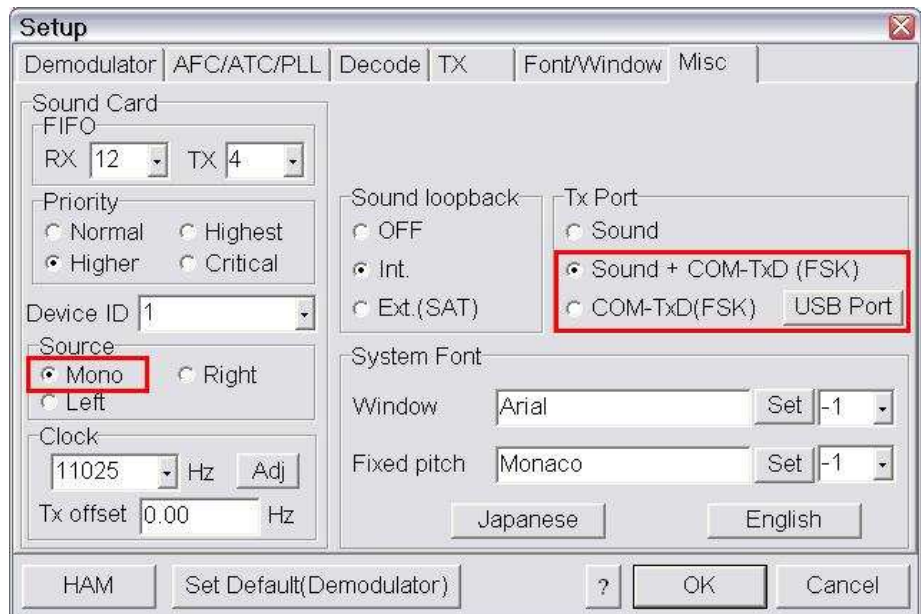 Setup
Demodulator AFC/ATC/PLL Decode TX Font/Window Misc
Sound Card
FIFO
RX 12 TX 4
Priority
Normal Highest
Higher Critical
Device ID 1
Source
Mono Right
Left
Clock
11025 Hz Adj
Tx offset 0.00 Hz
Sound loopback
OFF
Int.
Ext.(SAT)
Tx Port
Sound
Sound + COM-TxD (FSK)
COM-TxD(FSK) USB Port
System Font
Window Arial Set -1
Fixed pitch Monaco Set -1
Japanese English
HAM Set Default(Demodulator) ? OK Cancel